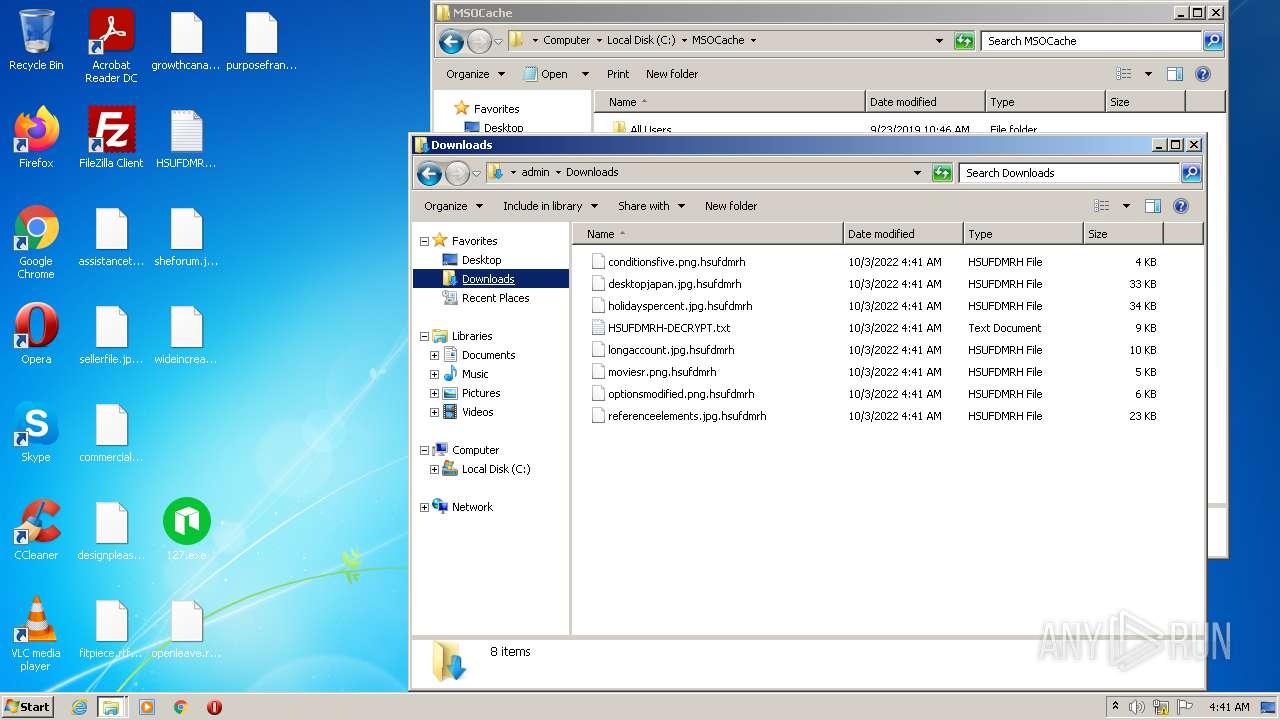 Recycle Bin
Acrobat Reader DC
growthcana...
purposefran...
Firefox
FileZilla Client
HSUFDMR...
Google Chrome
assistancet...
sheforum.j...
Opera
sellerfile.jp...
wideincrea...
Skype
commercial...
CCleaner
designpleas...
127.exe
VLC media player
fitpiece.rtf...
openleave.r...
MSOCache
Computer Local Disk (C:) MSOCache
Search MSOCache
Organize Open Print New folder
Favorites
Desktop
Name Date modified Type Size
All Users 9/2/2019 10:46 AM File folder
Downloads
admin Downloads
Search Downloads
Organize Include in library Share with New folder
Favorites
Desktop
Downloads
Recent Places
Libraries
Documents
Music
Pictures
Videos
Computer
Local Disk (C:)
Network
Name Date modified Type Size
conditionsfive.png.hsufdmrh 10/3/2022 4:41 AM HSUFDMRH File 4 KB
desktopjapan.jpg.hsufdmrh 10/3/2022 4:41 AM HSUFDMRH File
holidayspercent.jpg.hsufdmrh 10/3/2022 4:41 AM HSUFDMRH File 34 KB
HSUFDMRH-DECRYPT.txt 10/3/2022 4:41 AM Text Document 9 KB
longaccount.jpg.hsufdmrh 10/3/2022 4:41 AM HSUFDMRH File 10 KB
moviesr.png.hsufdmrh 10/3/2022 4:41 AM HSUFDMRH File 5 KB
optionsmodified.png.hsufdmrh 10/3/2022 4:41 AM HSUFDMRH File 6 KB
referenceelements.jpg.hsufdmrh 10/3/2022 4:41 AM HSUFDMRH File 23 KB
8 items
ANY RUN
Start
4:41 AM